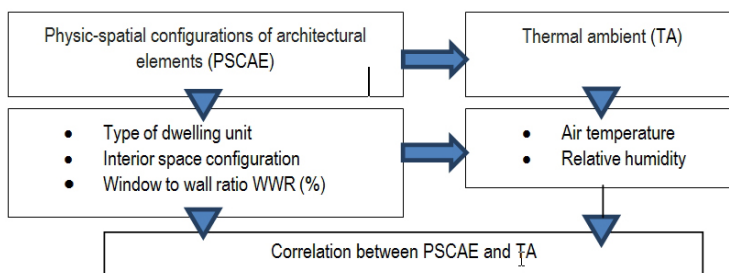 Physic-spatial configurations of architectural
elements (PSCAE)
Thermal ambient (TA)
• Type of dwelling unit
• Interior space configuration
• Window to wall ratio WWR (%)
• Air temperature
• Relative humidity
Correlation between PSCAE and TA